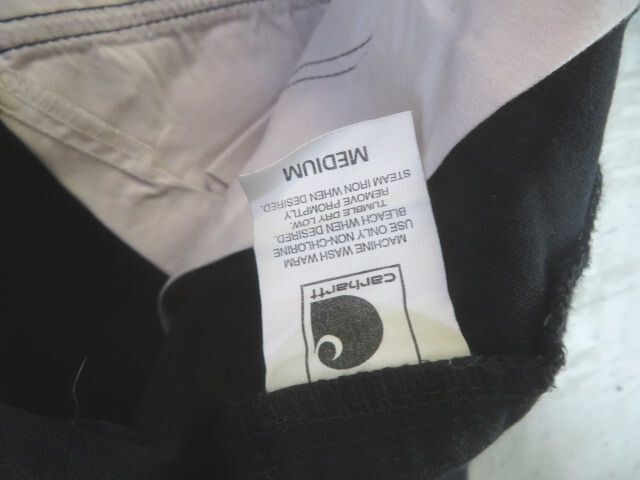 carhartt
MACHINE WASH WARM
USE ONLY NON-CHLORINE
BLEACH WHEN DESIRED.
TUMBLE DRY LOW.
REMOVE PROMPTLY
STEAM IRON WHEN DESIRED.
MEDIUM